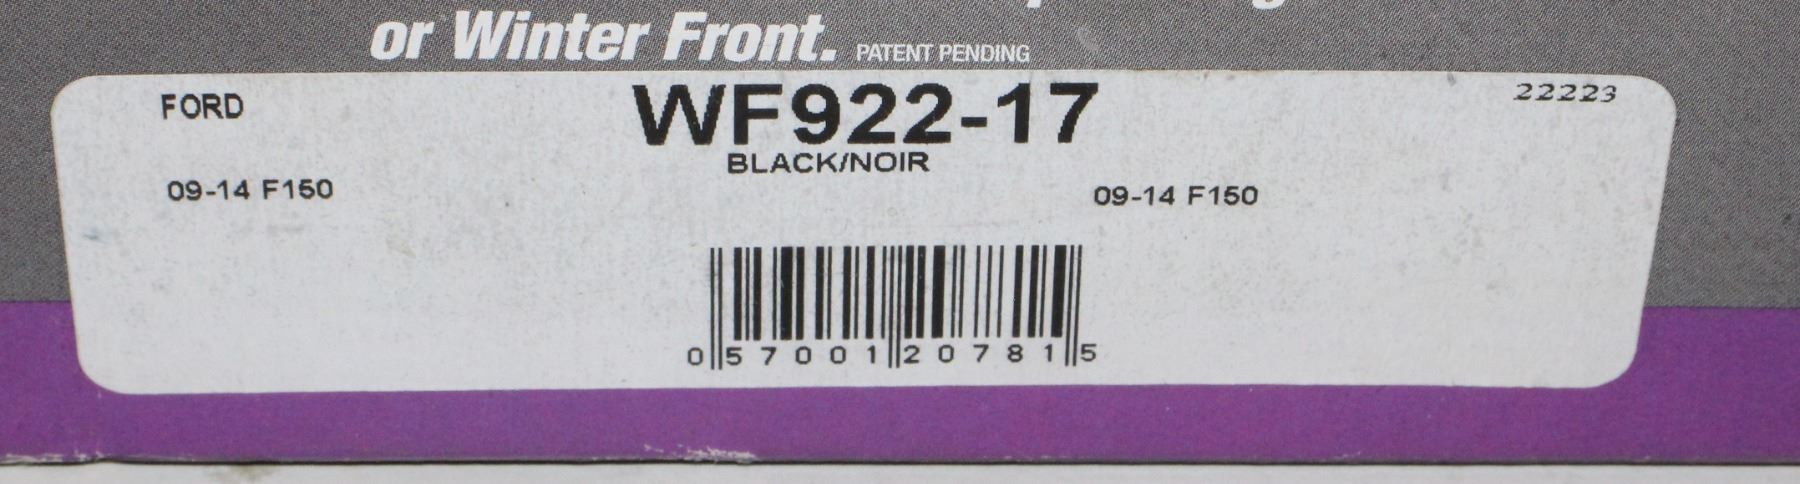 or Winter Front. PATENT PENDING
FORD
WF922-17
22223
BLACK/NOIR
09-14 F150
09-14 F150
0 57001 20781 5